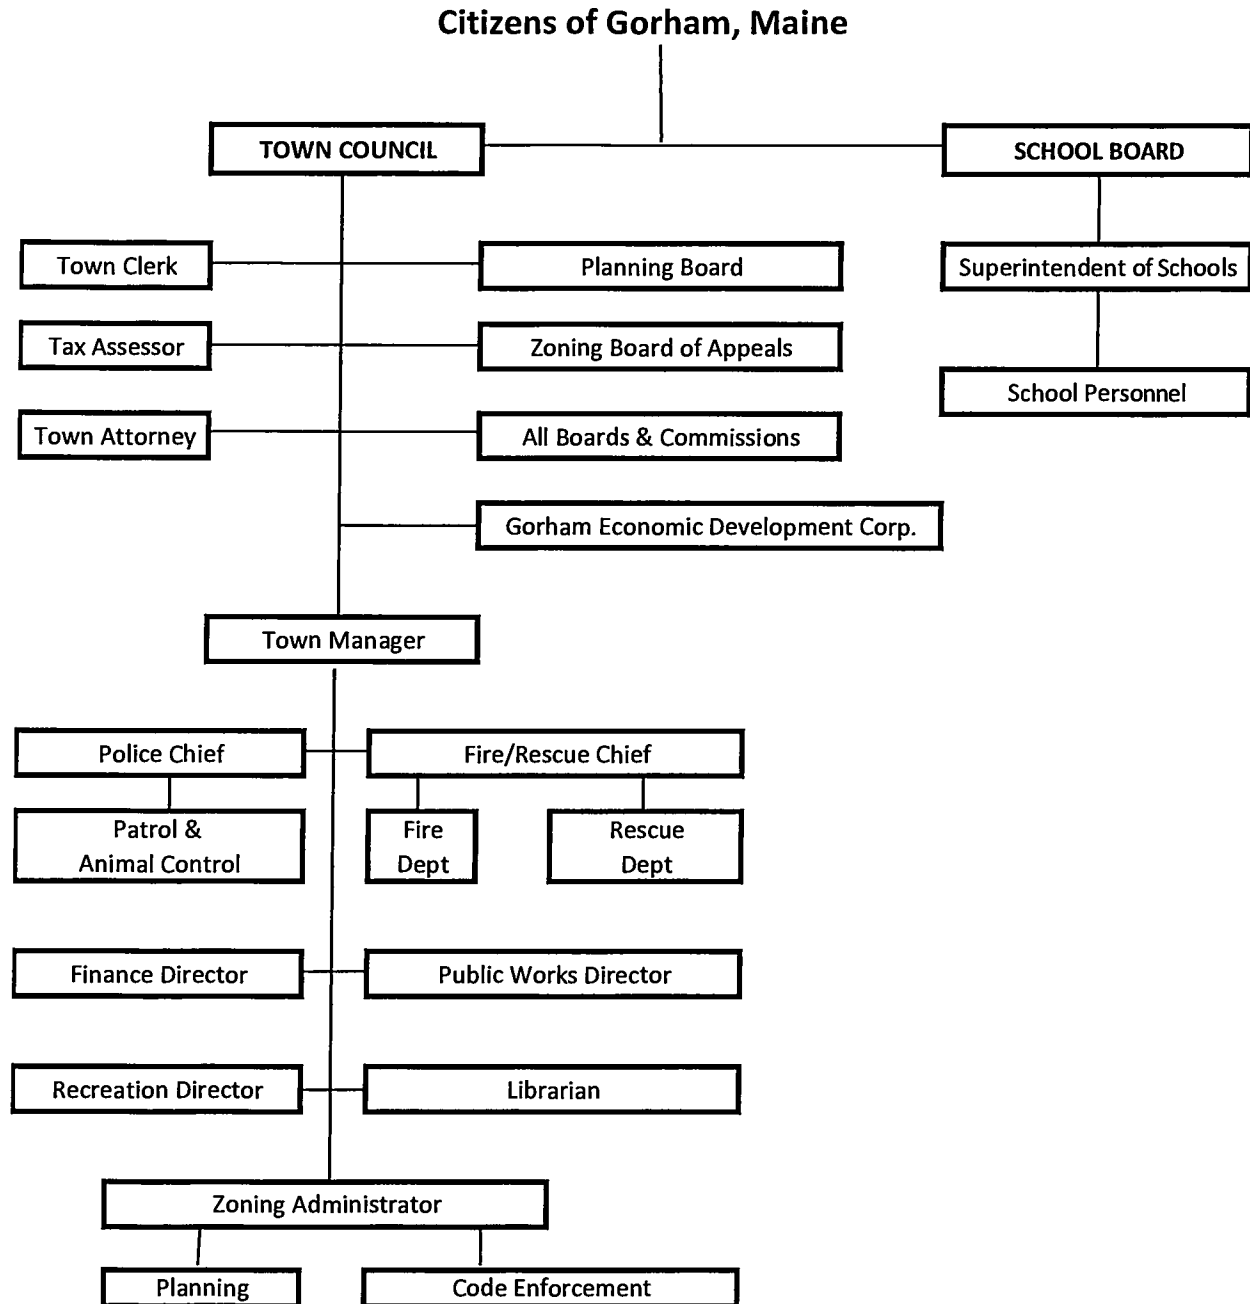 Citizens of Gorham, Maine
TOWN COUNCIL
SCHOOL BOARD
Town Clerk
Planning Board
Superintendent of Schools
Tax Assessor
Zoning Board of Appeals
School Personnel
Town Attorney
All Boards & Commissions
Gorham Economic Development Corp.
Town Manager
Police Chief
Fire/Rescue Chief
Patrol &
Animal Control
Fire
Dept
Rescue
Dept
Finance Director
Public Works Director
Recreation Director
Librarian
Zoning Administrator
Planning
Code Enforcement